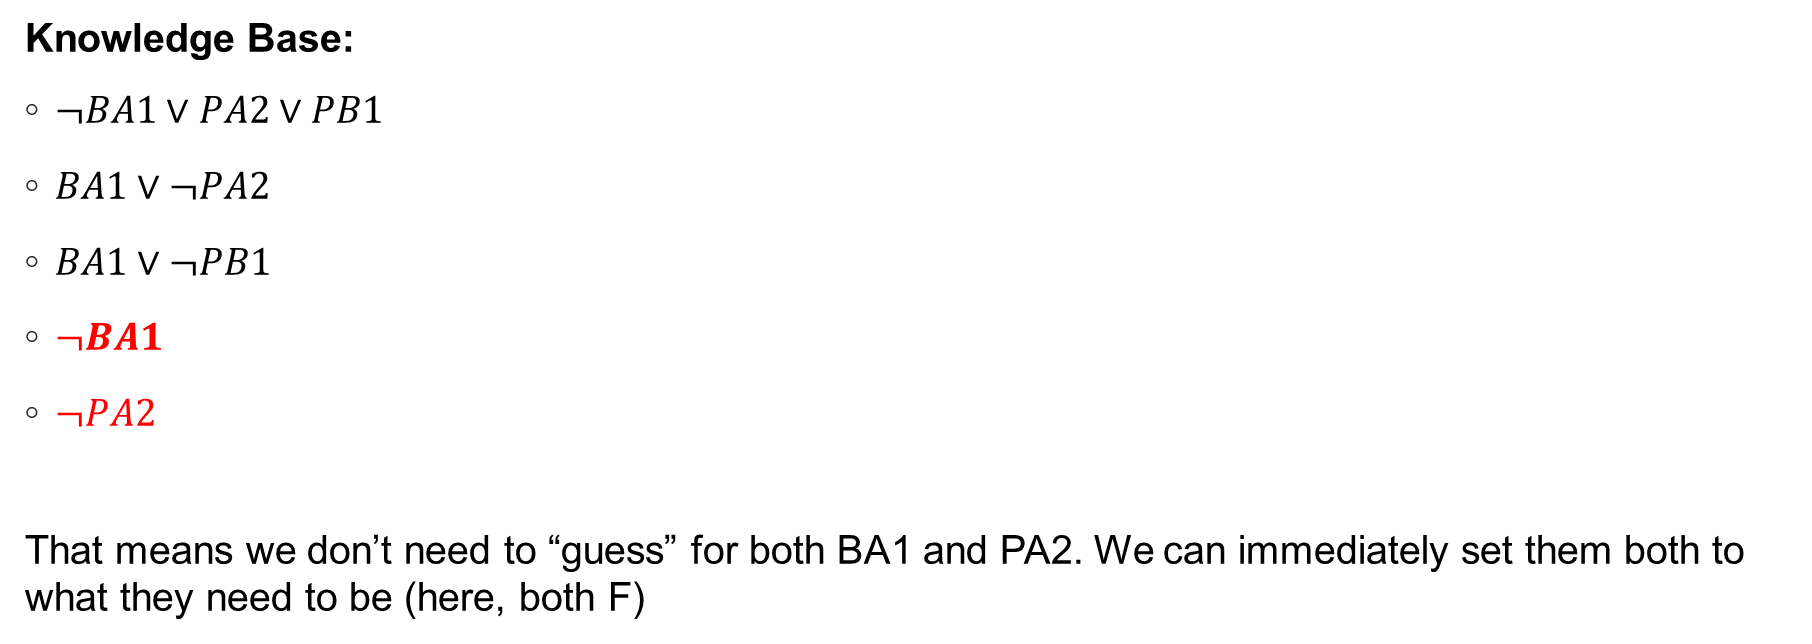 Knowledge Base:
◦ ¬BA1 ∨ PA2 ∨ PB1
◦ BA1 ∨ ¬PA2
◦ BA1 ∨ ¬PB1
◦ ¬BA1
◦ ¬PA2
That means we don’t need to “guess” for both BA1 and PA2. We can immediately set them both to
what they need to be (here, both F)